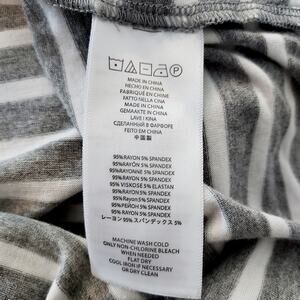 MADE IN CHINA
HECHO EN CHINA
FABRIQUÉ EN CHINE
FATTO NELLA CINA
MADE IN CHINA
GEMAAKTE IN CHINA
LAVE I KINA
СДЕЛАННЫЙ В ФАРФОРЕ
FEITO EM CHINA
中国製
95%RAYON 5% SPANDEX
95%RAYON 5% SPANDEX
95%RAYONNE 5% SPANDEX
95%RAYON 5% SPANDEX
95% VISKOSE 5% ELASTAN
95%RAYON 5% SPANDEX
95%Rayon 5% SPANDEX
95% РАЙОН 5% SPANDEX
95%RAYON 5% SPANDEX
レーヨン 95% スパンデックス 5%
MACHINE WASH COLD
ONLY NON-CHLORINE BLEACH
WHEN NEEDED
FLAT DRY
COOL IRON IF NECESSARY
OR DRY CLEAN